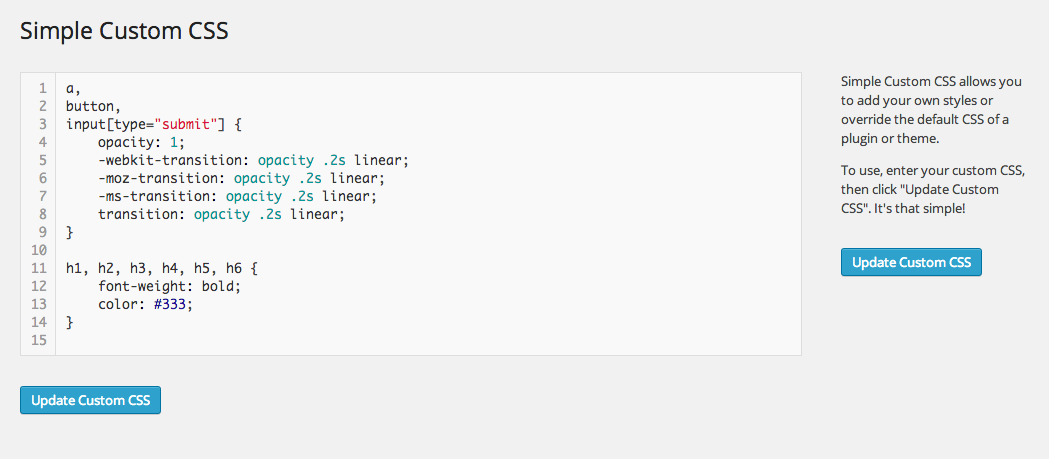 Simple Custom CSS
1 a,
2 button,
3 input[type="submit"] {
4     opacity: 1;
5     -webkit-transition: opacity .2s linear;
6     -moz-transition: opacity .2s linear;
7     -ms-transition: opacity .2s linear;
8     transition: opacity .2s linear;
9 }
10
11 h1, h2, h3, h4, h5, h6 {
12     font-weight: bold;
13     color: #333;
14 }
15
Update Custom CSS
Simple Custom CSS allows you
to add your own styles or
override the default CSS of a
plugin or theme.
To use, enter your custom CSS,
then click "Update Custom
CSS". It's that simple!
Update Custom CSS